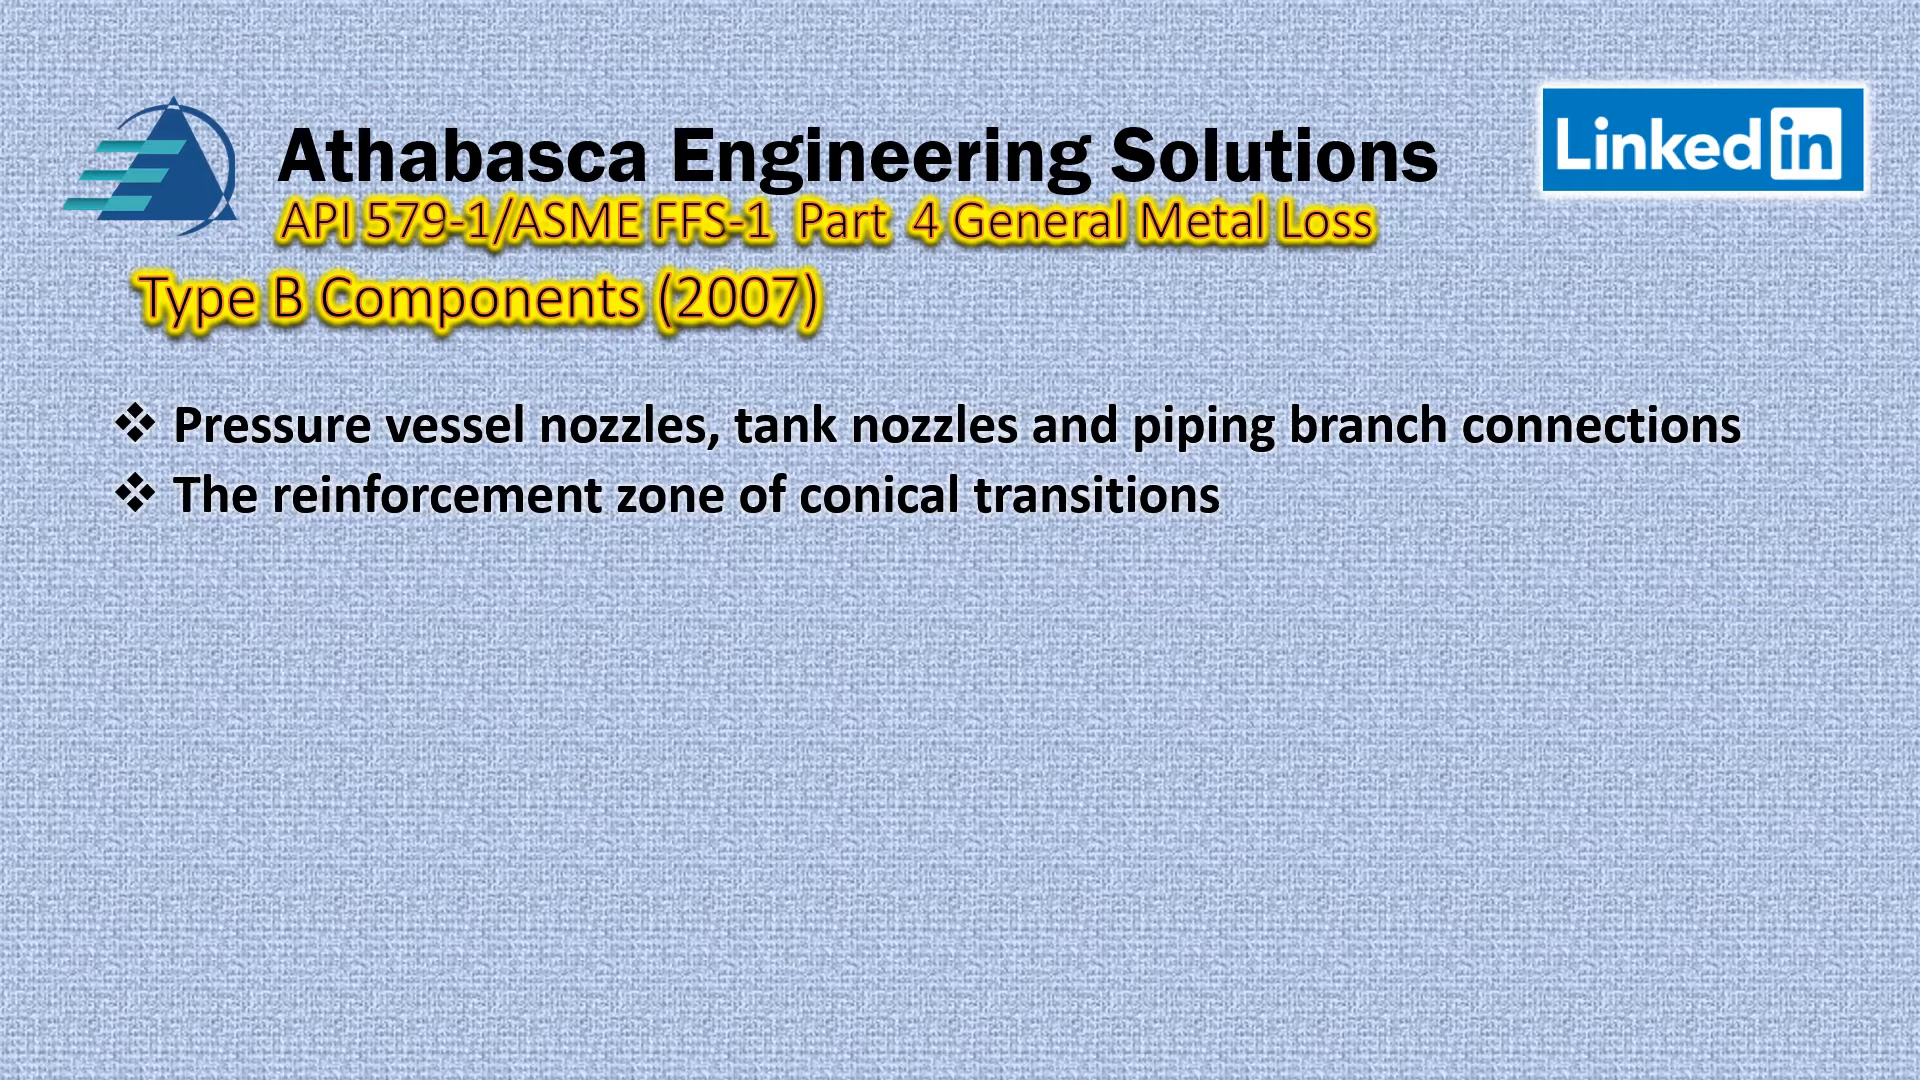 Athabasca Engineering Solutions
LinkedIn
API 579-1/ASME FFS-1  Part  4 General Metal Loss
Type B Components (2007)
❖ Pressure vessel nozzles, tank nozzles and piping branch connections
❖ The reinforcement zone of conical transitions